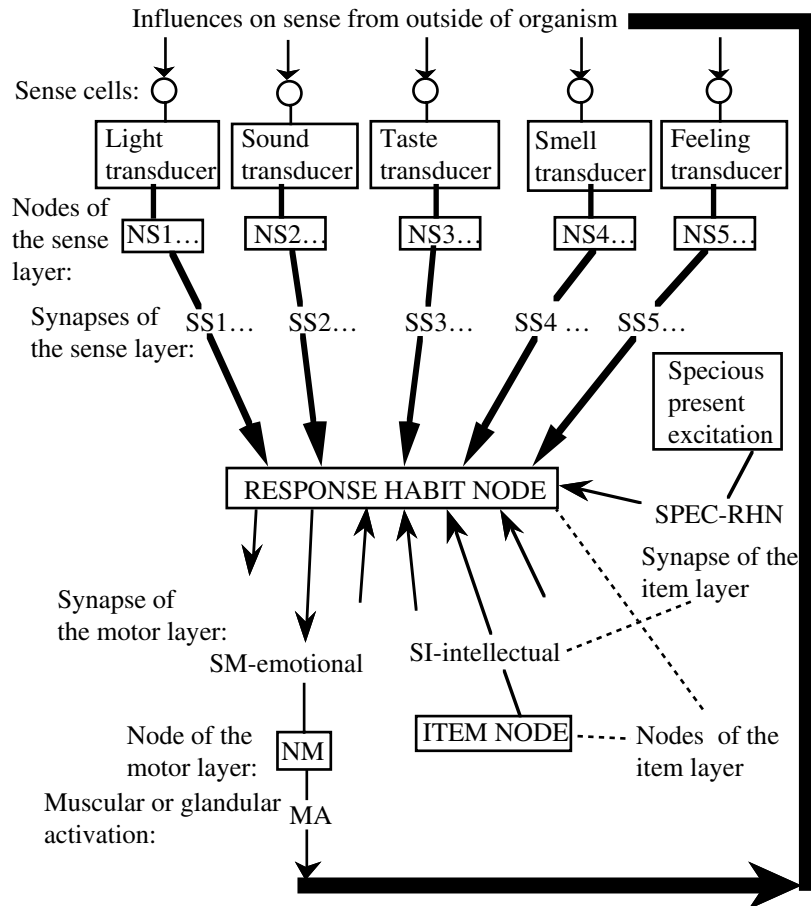 Influences on sense from outside of organism
Sense cells:
Light
transducer
Sound
transducer
Taste
transducer
Smell
transducer
Feeling
transducer
Nodes of
the sense
layer:
NS1…
NS2…
NS3…
NS4…
NS5…
Synapses of
the sense layer:
SS1…
SS2…
SS3…
SS4 …
SS5…
Specious
present
excitation
RESPONSE HABIT NODE
SPEC-RHN
Synapse of the
item layer
Synapse of
the motor layer:
SM-emotional
SI-intellectual
Node of the
motor layer:
NM
ITEM NODE
Nodes of the
item layer
Muscular or glandular
activation:
MA